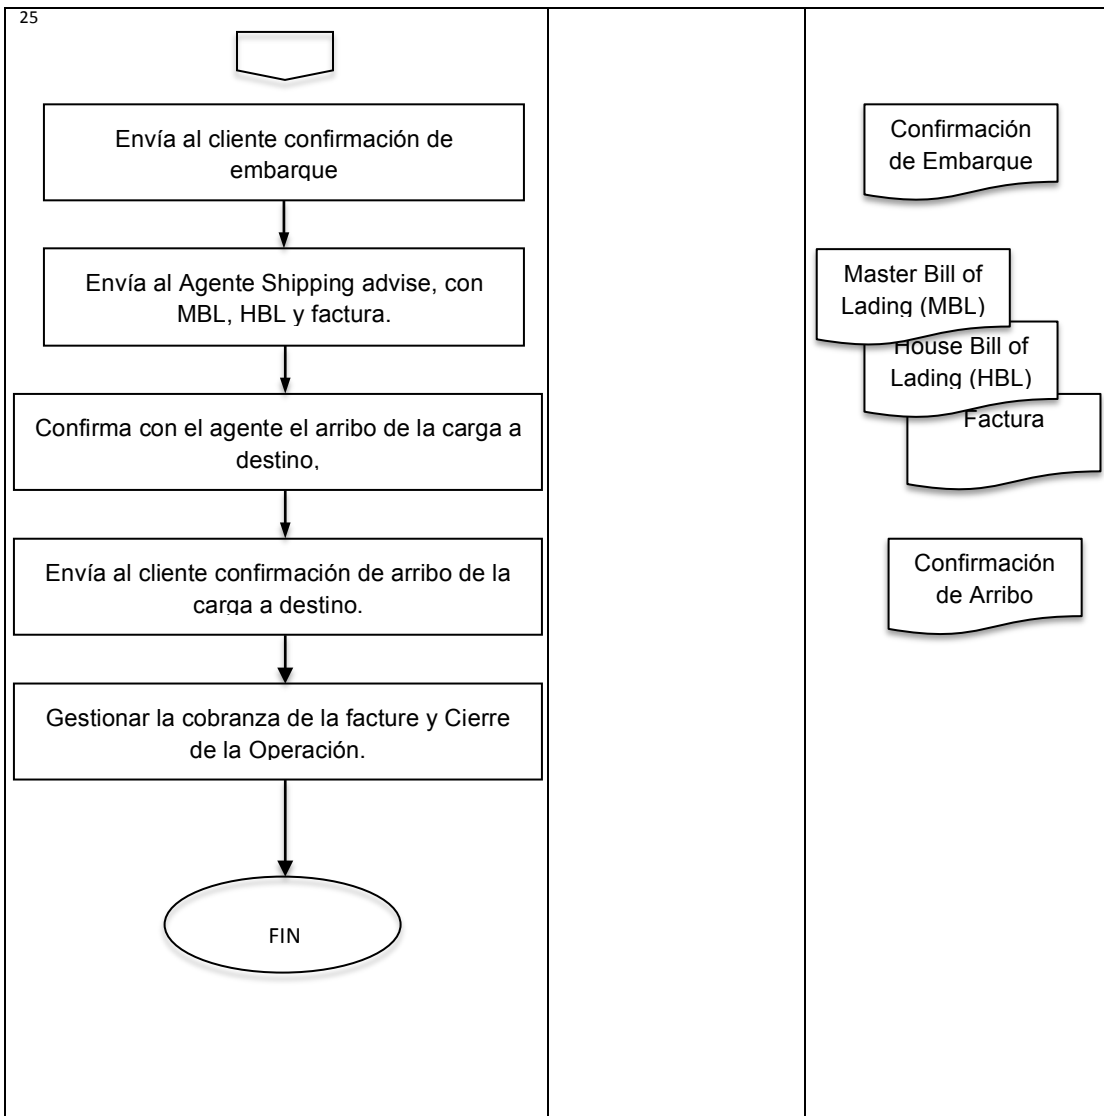 25
Envía al cliente confirmación de
embarque
Envía al Agente Shipping advise, con
MBL, HBL y factura.
Confirma con el agente el arribo de la carga a
destino,
Envía al cliente confirmación de arribo de la
carga a destino.
Gestionar la cobranza de la facture y Cierre
de la Operación.
FIN
Confirmación
de Embarque
Master Bill of
Lading (MBL)
House Bill of
Lading (HBL)
Factura
Confirmación
de Arribo